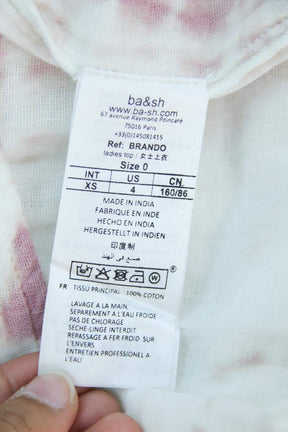 ba&sh
www.ba-sh.com
67 avenue Raymond Poincare
75016 Paris
+33(0)145081415
Ref: BRANDO
ladies top / 女士上衣
Size 0
INT US CN
XS 4 160/86
MADE IN INDIA
FABRIQUE EN INDE
HECHO EN INDIA
HERGESTELLT IN INDIEN
印度制
صنع في الهند
W ®
FR TISSU PRINCIPAL 100% COTON
LAVAGE A LA MAIN,
SEPAREMENT A L'EAU FROIDE
PAS DE CHLORAGE
SECHE-LINGE INTERDIT
REPASSAGE A FER FROID SUR
L'ENVERS
ENTRETIEN PROFESSIONEL A
L'EAU